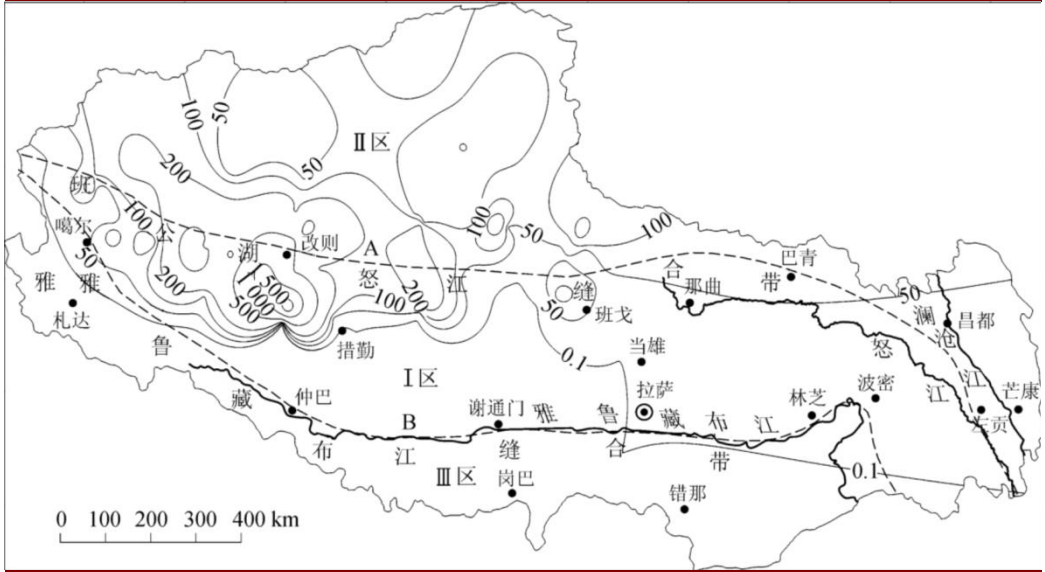 100
50
Ⅱ区
200
50
班
100
公
100
噶尔
湖
改则
A
50
100
巴青
50
怒
江
合
带
雅
雅
200
1 000
500
500
200
缝
那曲
50
札达
100
50
班戈
澜
昌都
沧
鲁
措勤
0.1
当雄
怒
Ⅰ区
拉萨
林芝
波密
江
江
芒康
藏
仲巴
B
谢通门
雅
鲁
藏
布
江
左贡
布
江
缝
合
带
Ⅲ区
岗巴
0.1
错那
0 100 200 400 km